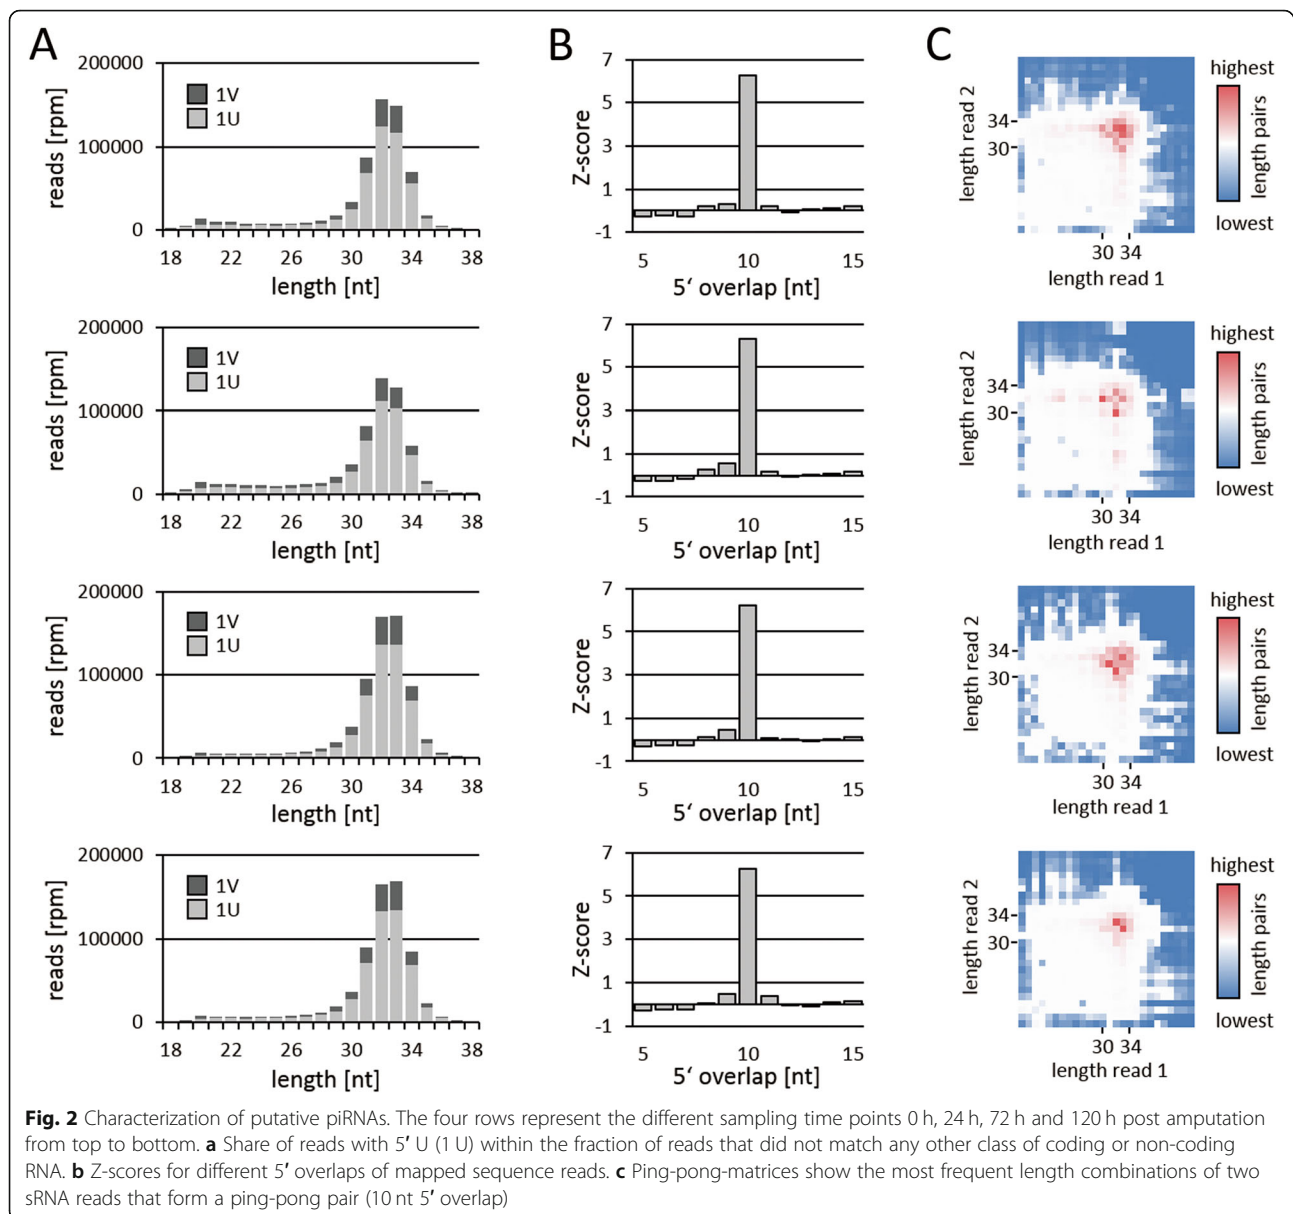 A
B
C
200000
100000
0
reads [rpm]
1V
1U
18 22 26 30 34 38
length [nt]
7
5
3
1
-1
Z-score
5 10 15
5‘ overlap [nt]
length read 2
34
30
30 34
length read 1
highest
length pairs
lowest
200000
100000
0
reads [rpm]
1V
1U
18 22 26 30 34 38
length [nt]
7
5
3
1
-1
Z-score
5 10 15
5‘ overlap [nt]
length read 2
34
30
30 34
length read 1
highest
length pairs
lowest
200000
100000
0
reads [rpm]
1V
1U
18 22 26 30 34 38
length [nt]
7
5
3
1
-1
Z-score
5 10 15
5‘ overlap [nt]
length read 2
34
30
30 34
length read 1
highest
length pairs
lowest
200000
100000
0
reads [rpm]
1V
1U
18 22 26 30 34 38
length [nt]
7
5
3
1
-1
Z-score
5 10 15
5‘ overlap [nt]
length read 2
34
30
30 34
length read 1
highest
length pairs
lowest
Fig. 2 Characterization of putative piRNAs. The four rows represent the different sampling time points 0 h, 24 h, 72 h and 120 h post amputation
from top to bottom. a Share of reads with 5′ U (1 U) within the fraction of reads that did not match any other class of coding or non-coding
RNA. b Z-scores for different 5′ overlaps of mapped sequence reads. c Ping-pong-matrices show the most frequent length combinations of two
sRNA reads that form a ping-pong pair (10 nt 5′ overlap)